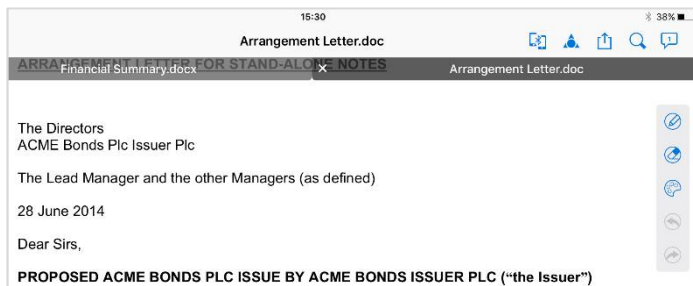 15:30
38%
Arrangement Letter.doc
1
ARRANGEMENT LETTER FOR STAND-ALONE NOTES
Financial Summary.docx × Arrangement Letter.doc
The Directors
ACME Bonds Plc Issuer Plc
The Lead Manager and the other Managers (as defined)
28 June 2014
Dear Sirs,
PROPOSED ACME BONDS PLC ISSUE BY ACME BONDS ISSUER PLC (“the Issuer”)